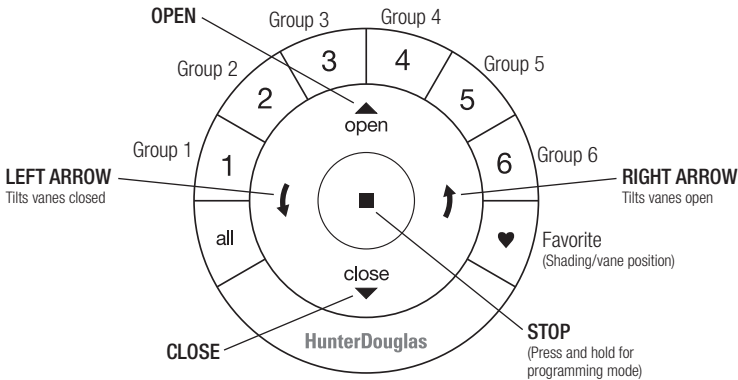 OPEN
Group 3
Group 4
Group 2
3
4
Group 5
2
5
open
Group 1
1
6
Group 6
LEFT ARROW
Tilts vanes closed
RIGHT ARROW
Tilts vanes open
all
Favorite
(Shading/vane position)
close
CLOSE
HunterDouglas
STOP
(Press and hold for
programming mode)